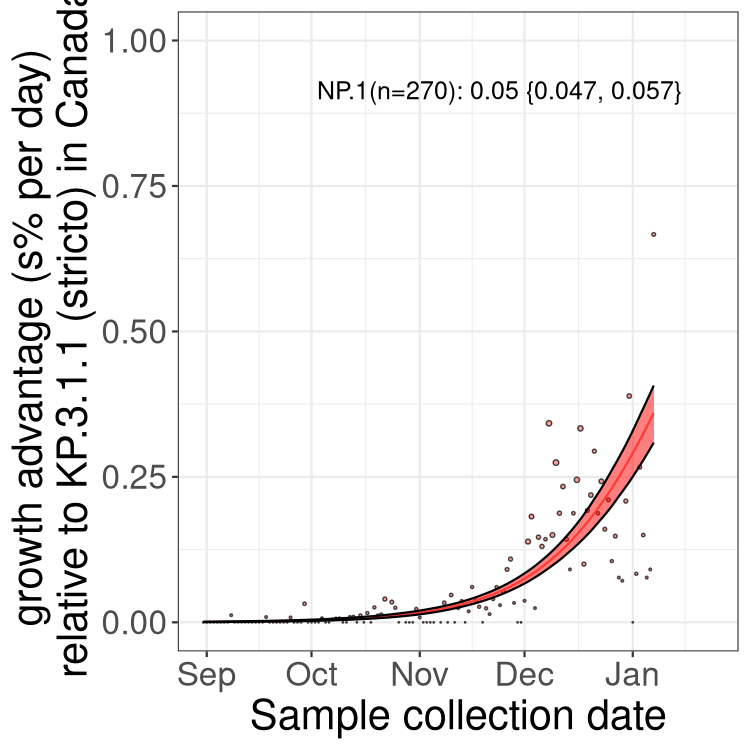 growth advantage (s% per day)
relative to KP.3.1.1 (stricto) in Canada
1.00
0.75
0.50
0.25
0.00
NP.1(n=270): 0.05 {0.047, 0.057}
Sep Oct Nov Dec Jan
Sample collection date